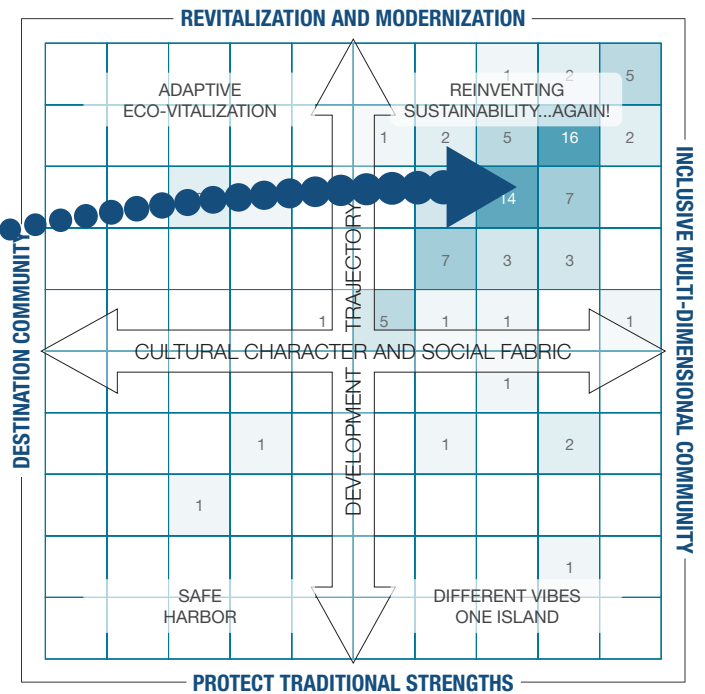 REVITALIZATION AND MODERNIZATION
1 2 5
ADAPTIVE
ECO-VITALIZATION
REINVENTING
SUSTAINABILITY...AGAIN!
1 2 5 16 2
14 7
7 3 3
1 5 1 1 1
CULTURAL CHARACTER AND SOCIAL FABRIC
DEVELOPMENT TRAJECTORY
DESTINATION COMMUNITY
INCLUSIVE MULTI-DIMENSIONAL COMMUNITY
1
1 1 2
1
1
SAFE
HARBOR
DIFFERENT VIBES
ONE ISLAND
PROTECT TRADITIONAL STRENGTHS